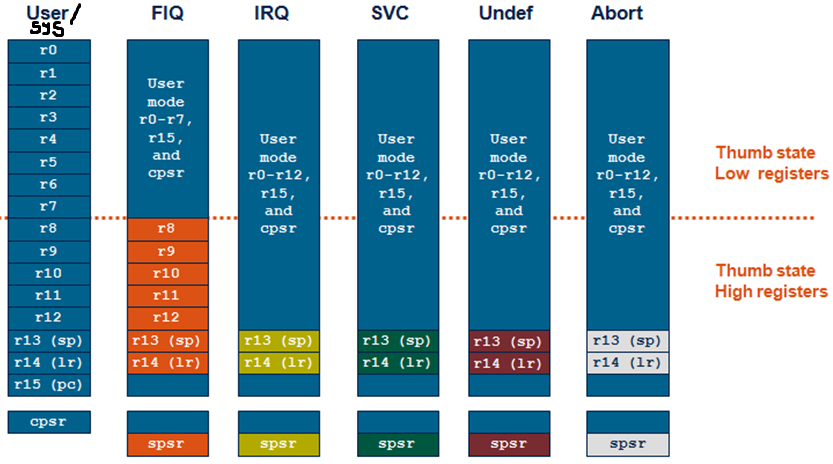 User/
sys
FIQ
IRQ
SVC
Undef
Abort
r0
r1
r2
r3
r4
r5
r6
r7
r8
r9
r10
r11
r12
r13 (sp)
r14 (lr)
r15 (pc)
cpsr
User
mode
r0-r7,
r15,
and
cpsr
r8
r9
r10
r11
r12
r13 (sp)
r14 (lr)
spsr
User
mode
r0-r12,
r15,
and
cpsr
r13 (sp)
r14 (lr)
spsr
User
mode
r0-r12,
r15,
and
cpsr
r13 (sp)
r14 (lr)
spsr
User
mode
r0-r12,
r15,
and
cpsr
r13 (sp)
r14 (lr)
spsr
User
mode
r0-r12,
r15,
and
cpsr
r13 (sp)
r14 (lr)
spsr
Thumb state
Low registers
Thumb state
High registers